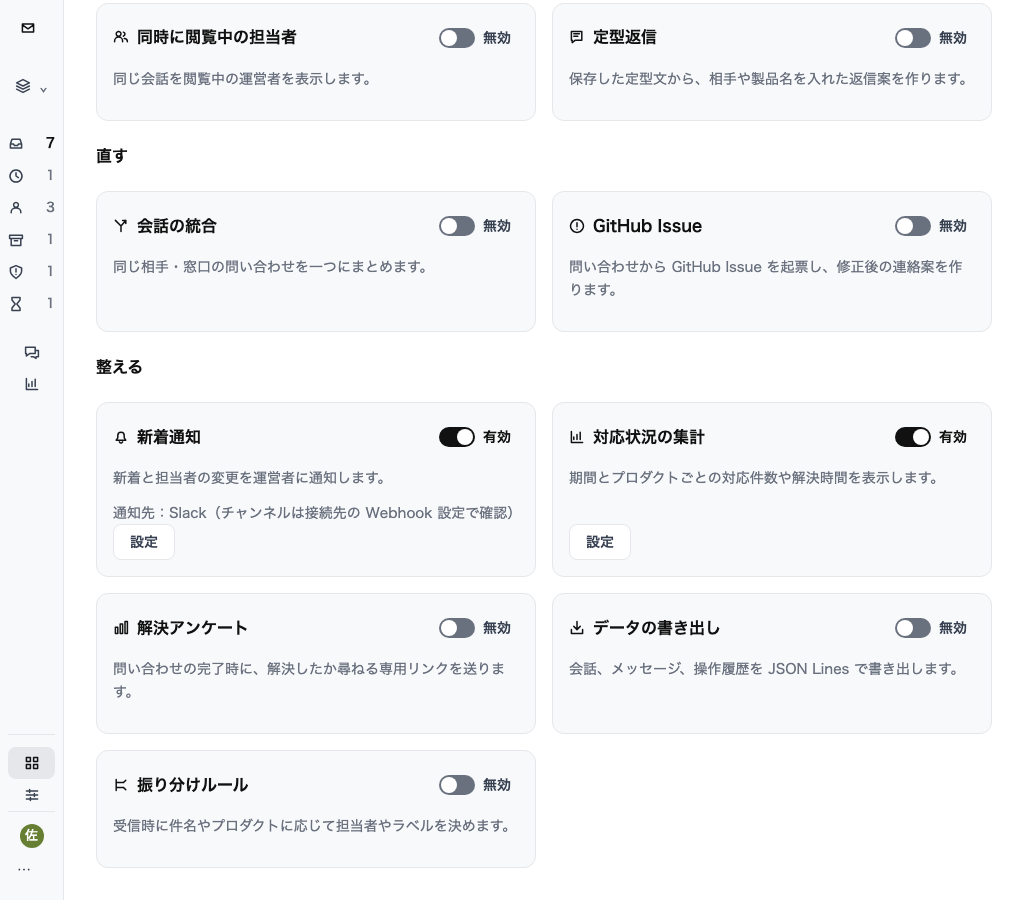 同時に閲覧中の担当者
無効
同じ会話を閲覧中の運営者を表示します。
定型返信
無効
保存した定型文から、相手や製品名を入れた返信案を作ります。
7
1
3
1
1
1
直す
会話の統合
無効
同じ相手・窓口の問い合わせを一つにまとめます。
GitHub Issue
無効
問い合わせから GitHub Issue を起票し、修正後の連絡案を作
ります。
整える
新着通知
有効
新着と担当者の変更を運営者に通知します。
通知先：Slack（チャンネルは接続先の Webhook 設定で確認）
設定
対応状況の集計
有効
期間とプロダクトごとの対応件数や解決時間を表示します。
設定
解決アンケート
無効
問い合わせの完了時に、解決したか尋ねる専用リンクを送りま
す。
データの書き出し
無効
会話、メッセージ、操作履歴を JSON Lines で書き出します。
振り分けルール
無効
受信時に件名やプロダクトに応じて担当者やラベルを決めます。
佐
…